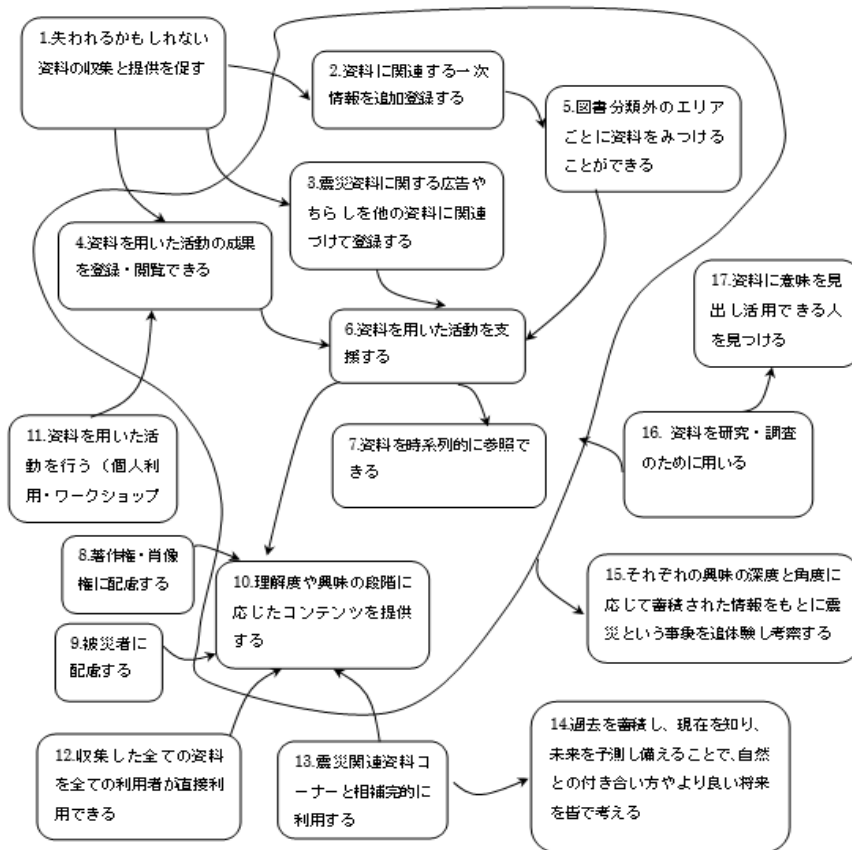 1.失われるかもしれない
資料の収集と提供を促す
2.資料に関連する一次
情報を追加登録する
5.図書分類外のエリア
ごとに資料をみつける
ことができる
3.震災資料に関する広告や
ちらしを他の資料に関連
づけて登録する
4.資料を用いた活動の成果
を登録・閲覧できる
17.資料に意味を見
出し活用できる人
を見つける
6.資料を用いた活動を支
援する
11.資料を用いた活
動を行う（個人利
用・ワークショップ
7.資料を時系列的に参照で
きる
16. 資料を研究・調査
のために用いる
8.著作権・肖像
権に配慮する
10.理解度や興味の段階に
応じたコンテンツを提供
する
15.それぞれの興味の深度と角度に
応じて蓄積された情報をもとに震
災という事象を追体験し考察する
9.被災者に
配慮する
12.収集した全ての資料
を全ての利用者が直接利
用できる
13.震災関連資料コ
ーナーと相補完的に
利用する
14.過去を蓄積し、現在を知り、
未来を予測し備えることで、自然
との付き合い方やより良い将来
を皆で考える